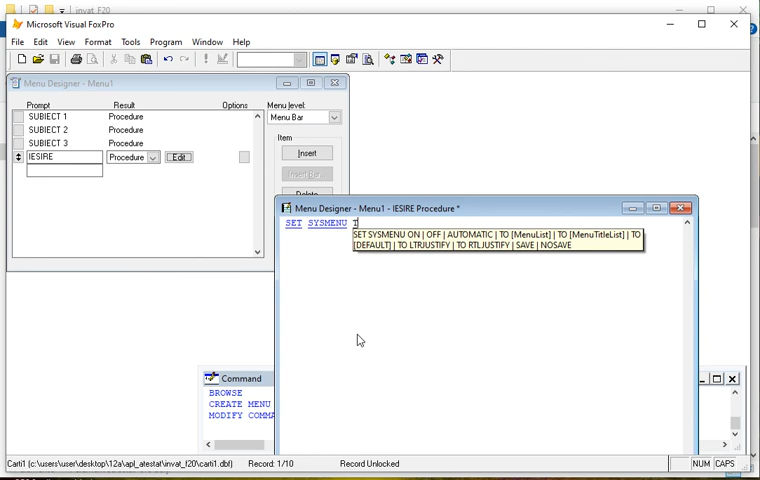 invat_F20
Microsoft Visual FoxPro
File Edit View Format Tools Program Window Help
Menu Designer - Menu1
Prompt Result Options Menu level:
SUBIECT 1 Procedure Menu Bar
SUBIECT 2 Procedure
SUBIECT 3 Procedure Item
IESIRE Procedure Edit Insert
Insert Bar...
Delete
Menu Designer - Menu1 - IESIRE Procedure *
SET SYSMENU T
SET SYSMENU ON | OFF | AUTOMATIC | TO [MenuList] | TO [MenuTitleList] | TO
[DEFAULT] | TO LTRJUSTIFY | TO RTLJUSTIFY | SAVE | NOSAVE
Command
BROWSE
CREATE MENU
MODIFY COMMA
Carti1 (c:\users\user\desktop\12a\apl_atestat\invat_f20\carti1.dbf) Record: 1/10 Record Unlocked NUM CAPS